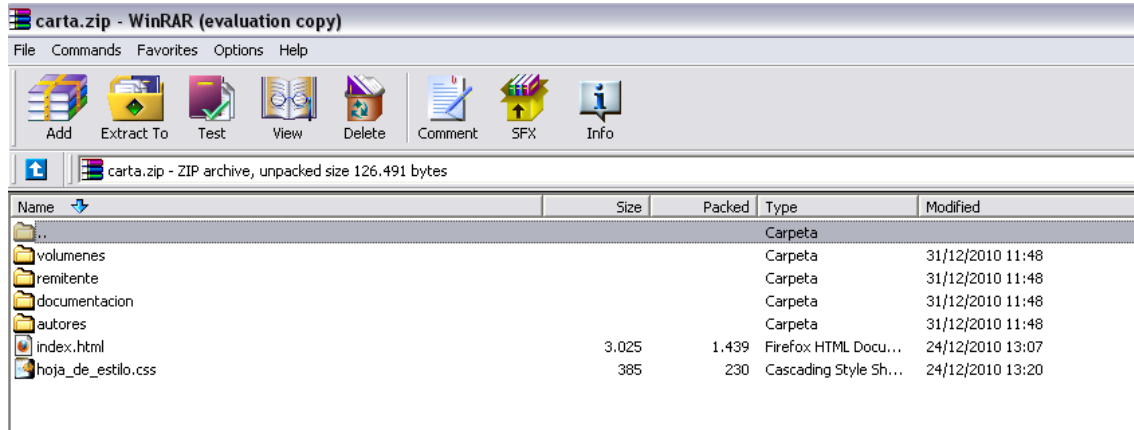 carta.zip - WinRAR (evaluation copy)
File Commands Favorites Options Help
Add Extract To Test View Delete Comment SFX Info
carta.zip - ZIP archive, unpacked size 126.491 bytes
Name Size Packed Type Modified
.. Carpeta
volumenes Carpeta 31/12/2010 11:48
remitente Carpeta 31/12/2010 11:48
documentacion Carpeta 31/12/2010 11:48
autores Carpeta 31/12/2010 11:48
index.html 3.025 1.439 Firefox HTML Docu... 24/12/2010 13:07
hoja_de_estilo.css 385 230 Cascading Style Sh... 24/12/2010 13:20